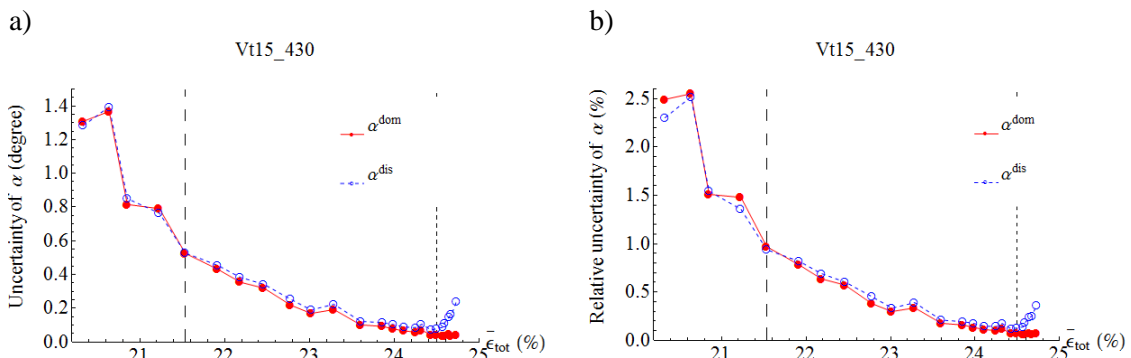 a)
Vt15_430
Uncertainty of α (degree)
1.4
1.2
1.0
0.8
0.6
0.4
0.2
0.0
α^dom
α^dis
21
22
23
24
25
ε̄_tot (%)
b)
Vt15_430
Relative uncertainty of α (%)
2.5
2.0
1.5
1.0
0.5
0.0
α^dom
α^dis
21
22
23
24
25
ε̄_tot (%)